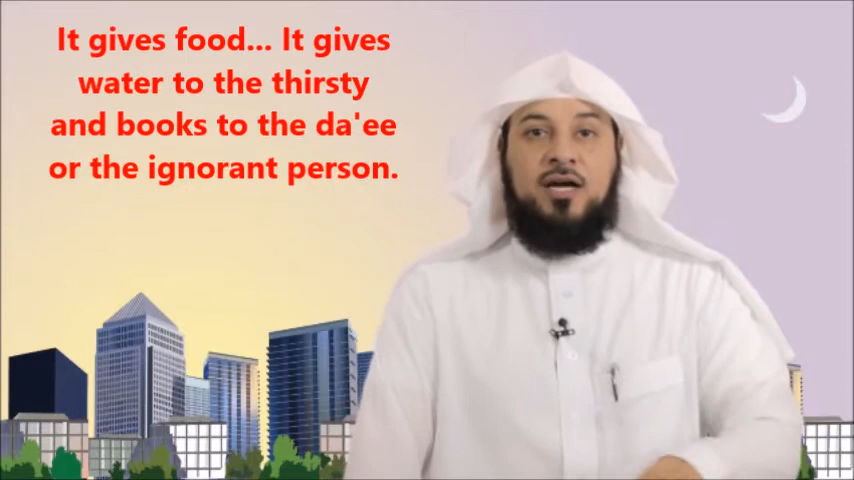 It gives food... It gives
water to the thirsty
and books to the da'ee
or the ignorant person.